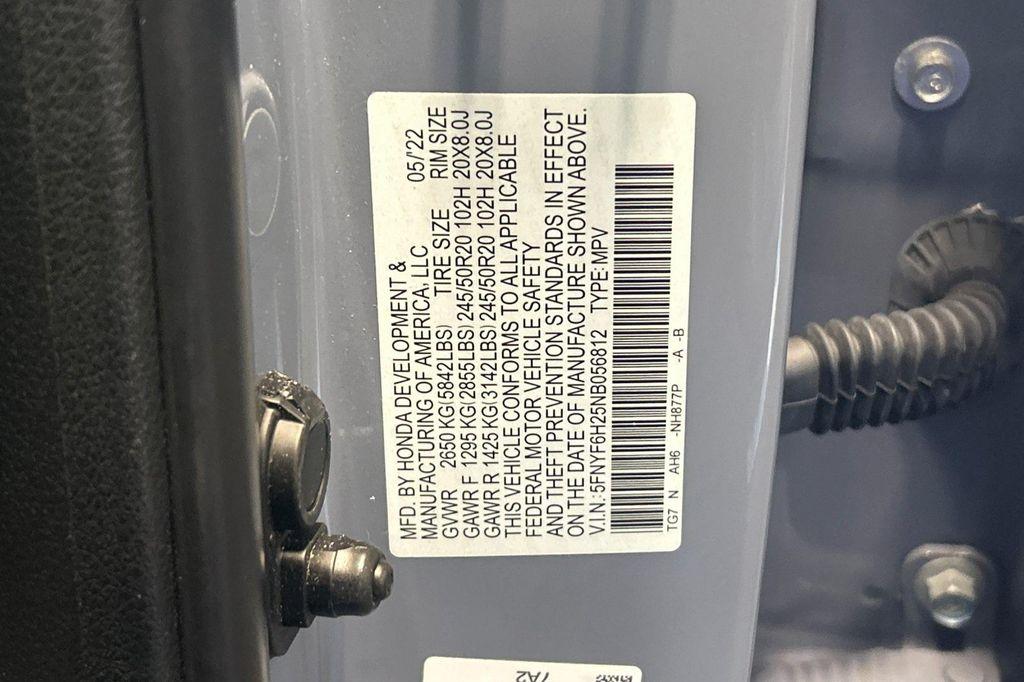 MFD. BY HONDA DEVELOPMENT &
MANUFACTURING OF AMERICA, LLC 05/'22
GVWR 2650 KG(5842LBS) TIRE SIZE RIM SIZE
GAWR F 1295 KG(2855LBS) 245/50R20 102H 20X8.0J
GAWR R 1425 KG(3142LBS) 245/50R20 102H 20X8.0J
THIS VEHICLE CONFORMS TO ALL APPLICABLE
FEDERAL MOTOR VEHICLE SAFETY
AND THEFT PREVENTION STANDARDS IN EFFECT
ON THE DATE OF MANUFACTURE SHOWN ABOVE.
V.I.N.: 5FNYF6H25NB056812 TYPE: MPV
TG7 N AH6 -NH877P -A -B
7A2